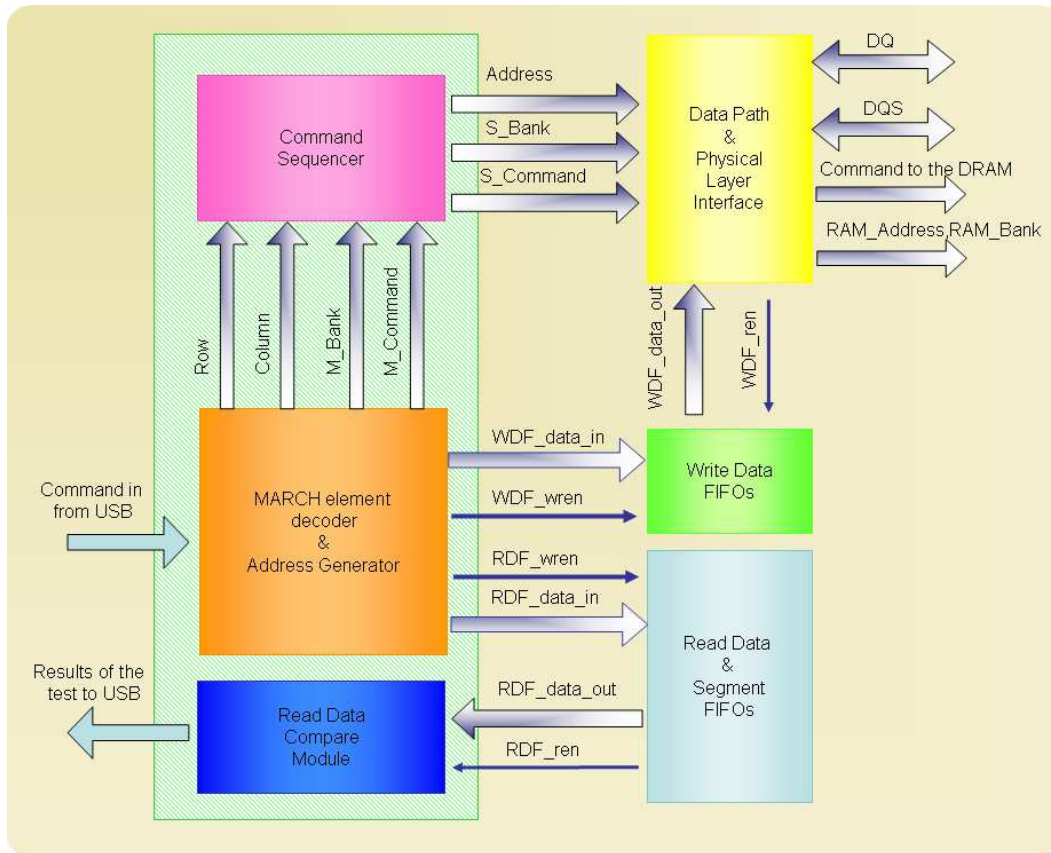 Address
S_Bank
S_Command
Command
Sequencer
Data Path
&
Physical
Layer
Interface
DQ
DQS
Command to the DRAM
RAM_Address,RAM_Bank
Row
Column
M_Bank
M_Command
WDF_data_out
WDF_ren
Command in
from USB
MARCH element
decoder
&
Address Generator
WDF_data_in
WDF_wren
RDF_wren
RDF_data_in
Write Data
FIFOs
Read Data
&
Segment
FIFOs
Results of the
test to USB
Read Data
Compare
Module
RDF_data_out
RDF_ren